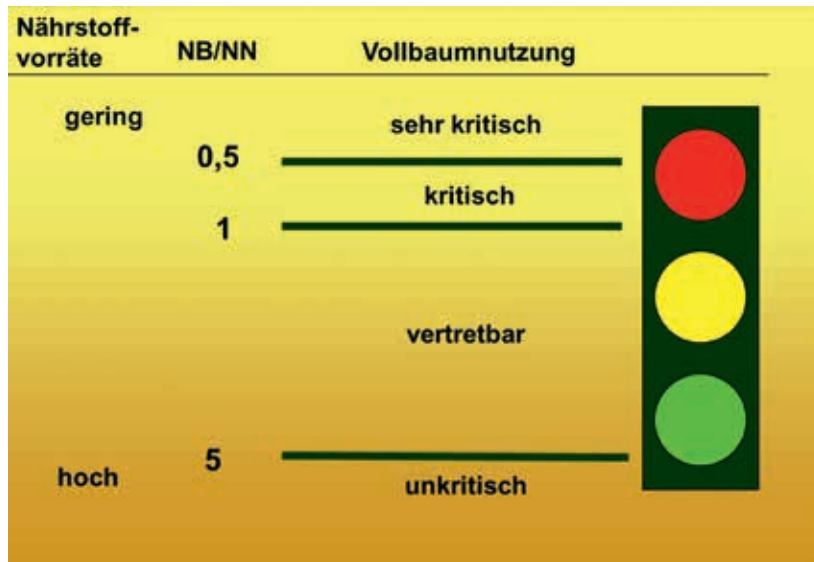 Nährstoff-
vorräte NB/NN Vollbaumnutzung
gering
sehr kritisch
0,5
kritisch
1
vertretbar
5
hoch
unkritisch